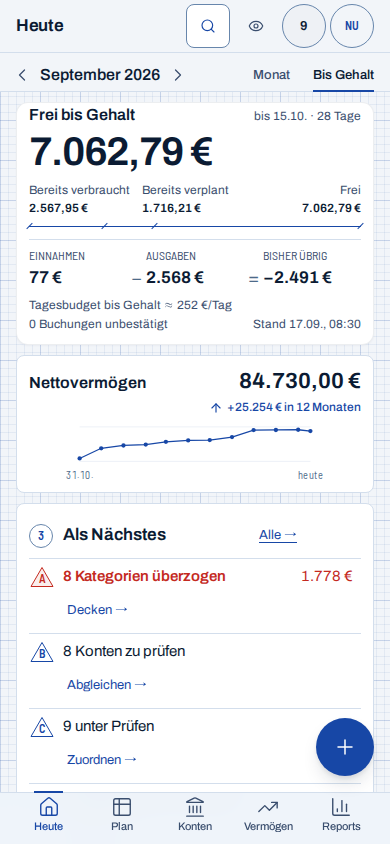 Heute
9
NU
September 2026
Monat
Bis Gehalt
Frei bis Gehalt
bis 15.10. · 28 Tage
7.062,79 €
Bereits verbraucht Bereits verplant Frei
2.567,95 € 1.716,21 € 7.062,79 €
EINNAHMEN AUSGABEN BISHER ÜBRIG
77 € – 2.568 € = −2.491 €
Tagesbudget bis Gehalt ≈ 252 €/Tag
0 Buchungen unbestätigt Stand 17.09., 08:30
Nettovermögen 84.730,00 €
↑ +25.254 € in 12 Monaten
31.10. heute
3 Als Nächstes Alle →
A 8 Kategorien überzogen 1.778 €
Decken →
B 8 Konten zu prüfen
Abgleichen →
C 9 unter Prüfen
Zuordnen →
Heute Plan Konten Vermögen Reports